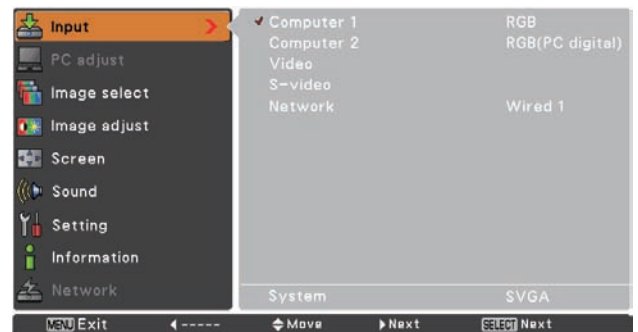 Input
PC adjust
Image select
Image adjust
Screen
Sound
Setting
Information
Network
Computer 1 RGB
Computer 2 RGB(PC digital)
Video
S-video
Network Wired 1
System SVGA
MENU Exit ----- Move Next SELECT Next